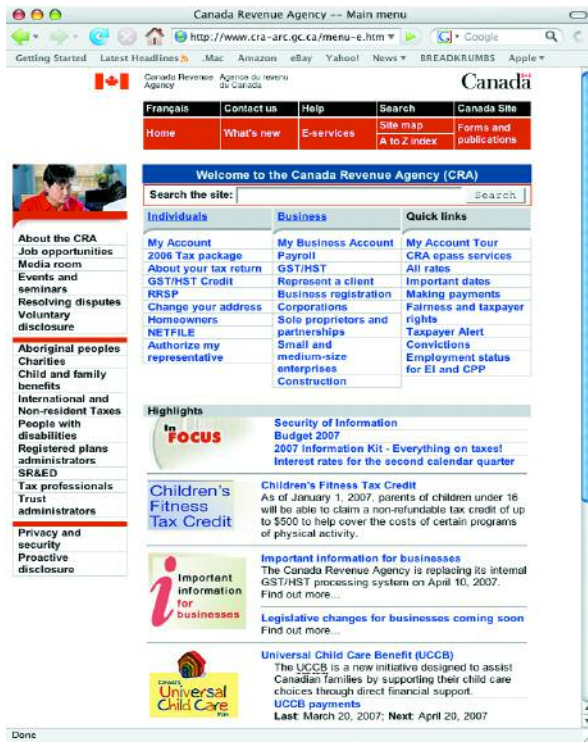 Canada Revenue Agency -- Main menu
http://www.cra-arc.gc.ca/menu-e.htm
Google
Getting Started Latest Headlines .Mac Amazon eBay Yahoo! News BREADKRUMBS Apple
Canada Revenue Agency
Agence du revenu du Canada
Canada
Français Contact us Help Search Canada Site
Home What's new E-services Site map Forms and publications
A to Z index
Welcome to the Canada Revenue Agency (CRA)
Search the site: Search
About the CRA
Job opportunities
Media room
Events and
seminars
Resolving disputes
Voluntary
disclosure
Aboriginal peoples
Charities
Child and family
benefits
International and
Non-resident Taxes
People with
disabilities
Registered plans
administrators
SR&ED
Tax professionals
Trust
administrators
Privacy and
security
Proactive
disclosure
Individuals
My Account
2006 Tax package
About your tax return
GST/HST Credit
RRSP
Change your address
Homeowners
NETFILE
Authorize my
representative
Business
My Business Account
Payroll
GST/HST
Represent a client
Business registration
Corporations
Sole proprietors and
partnerships
Small and
medium-size
enterprises
Construction
Quick links
My Account Tour
CRA epass services
All rates
Important dates
Making payments
Fairness and taxpayer
rights
Taxpayer Alert
Convictions
Employment status
for EI and CPP
Highlights
In
FOCUS
Security of Information
Budget 2007
2007 Information Kit - Everything on taxes!
Interest rates for the second calendar quarter
Children's
Fitness
Tax Credit
Children's Fitness Tax Credit
As of January 1, 2007, parents of children under 16
will be able to claim a non-refundable tax credit of up
to $500 to help cover the costs of certain programs
of physical activity.
Important
information
for
businesses
Important information for businesses
The Canada Revenue Agency is replacing its internal
GST/HST processing system on April 10, 2007.
Find out more...
Legislative changes for businesses coming soon
Find out more...
Canada's
Universal
Child Care
Plan
Universal Child Care Benefit (UCCB)
The UCCB is a new initiative designed to assist
Canadian families by supporting their child care
choices through direct financial support.
UCCB payments
Last: March 20, 2007; Next: April 20, 2007
Done